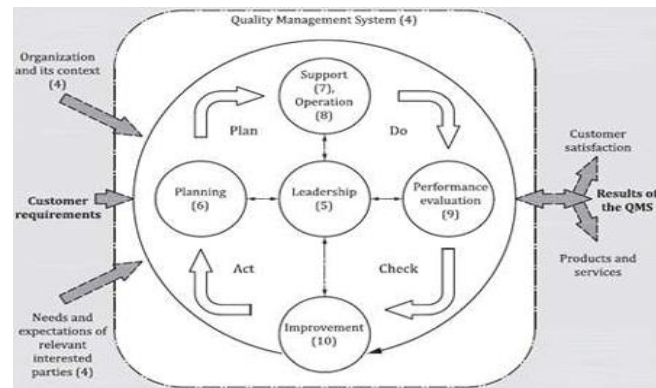 Quality Management System (4)
Organization
and its context
(4)
Support
(7),
Operation
(8)
Plan
Do
Customer
satisfaction
Customer
requirements
Planning
(6)
Leadership
(5)
Performance
evaluation
(9)
Results of
the QMS
Act
Check
Products and
services
Needs and
expectations of
relevant
interested
parties (4)
Improvement
(10)